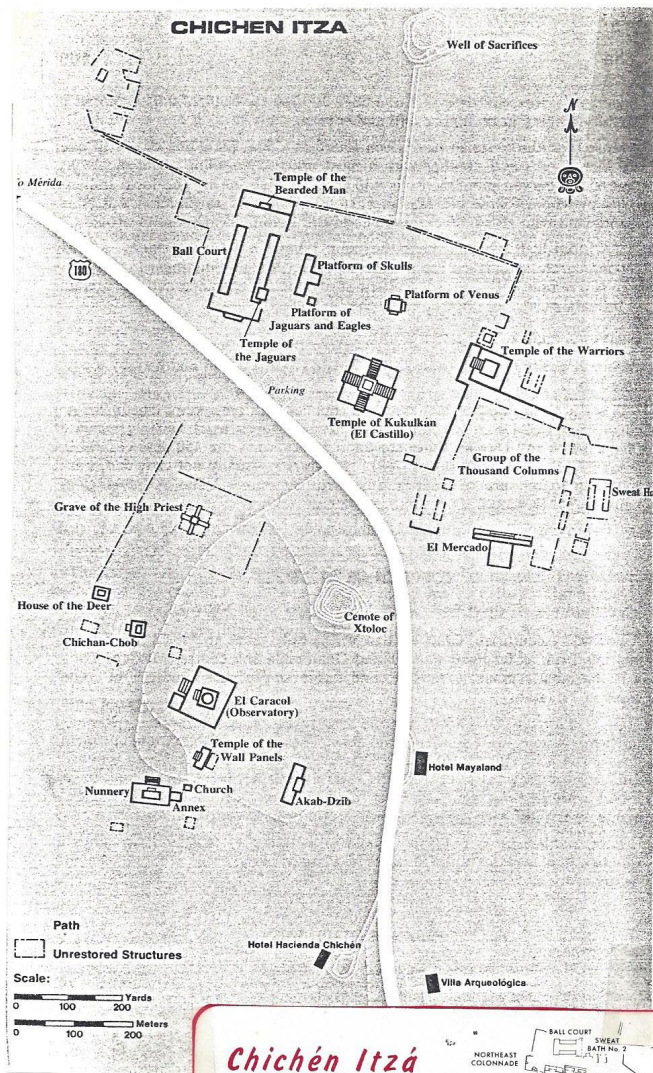 CHICHEN ITZA
Well of Sacrifices
N
To Mérida
180
Temple of the
Bearded Man
Ball Court
Platform of Skulls
Platform of Venus
Platform of
Jaguars and Eagles
Temple of
the Jaguars
Temple of the Warriors
Parking
Temple of Kukulkán
(El Castillo)
Group of the
Thousand Columns
Sweat Ho
Grave of the High Priest
El Mercado
House of the Deer
Cenote of
Xtoloc
Chichan-Chob
El Caracol
(Observatory)
Temple of the
Wall Panels
Hotel Mayaland
Nunnery
Church
Annex
Akab-Dzib
Path
Unrestored Structures
Hotel Hacienda Chichén
Villa Arqueológica
Scale:
Yards
0 100 200
Meters
0 100 200
Chichén Itzá
BALL COURT
SWEAT
BATH No. 2
NORTHEAST
COLONNADE